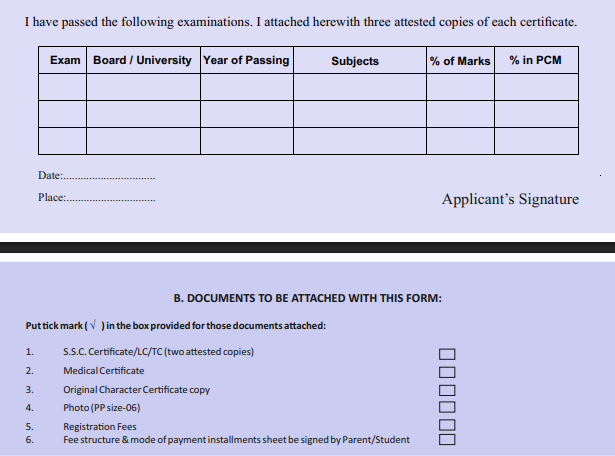 I have passed the following examinations. I attached herewith three attested copies of each certificate.
Exam Board / University Year of Passing Subjects % of Marks % in PCM
Date:...............................
Place:...............................
Applicant's Signature
B. DOCUMENTS TO BE ATTACHED WITH THIS FORM:
Put tick mark ( √ ) in the box provided for those documents attached:
1. S.S.C. Certificate/LC/TC (two attested copies)
2. Medical Certificate
3. Original Character Certificate copy
4. Photo (PP size-06)
5. Registration Fees
6. Fee structure & mode of payment installments sheet be signed by Parent/Student